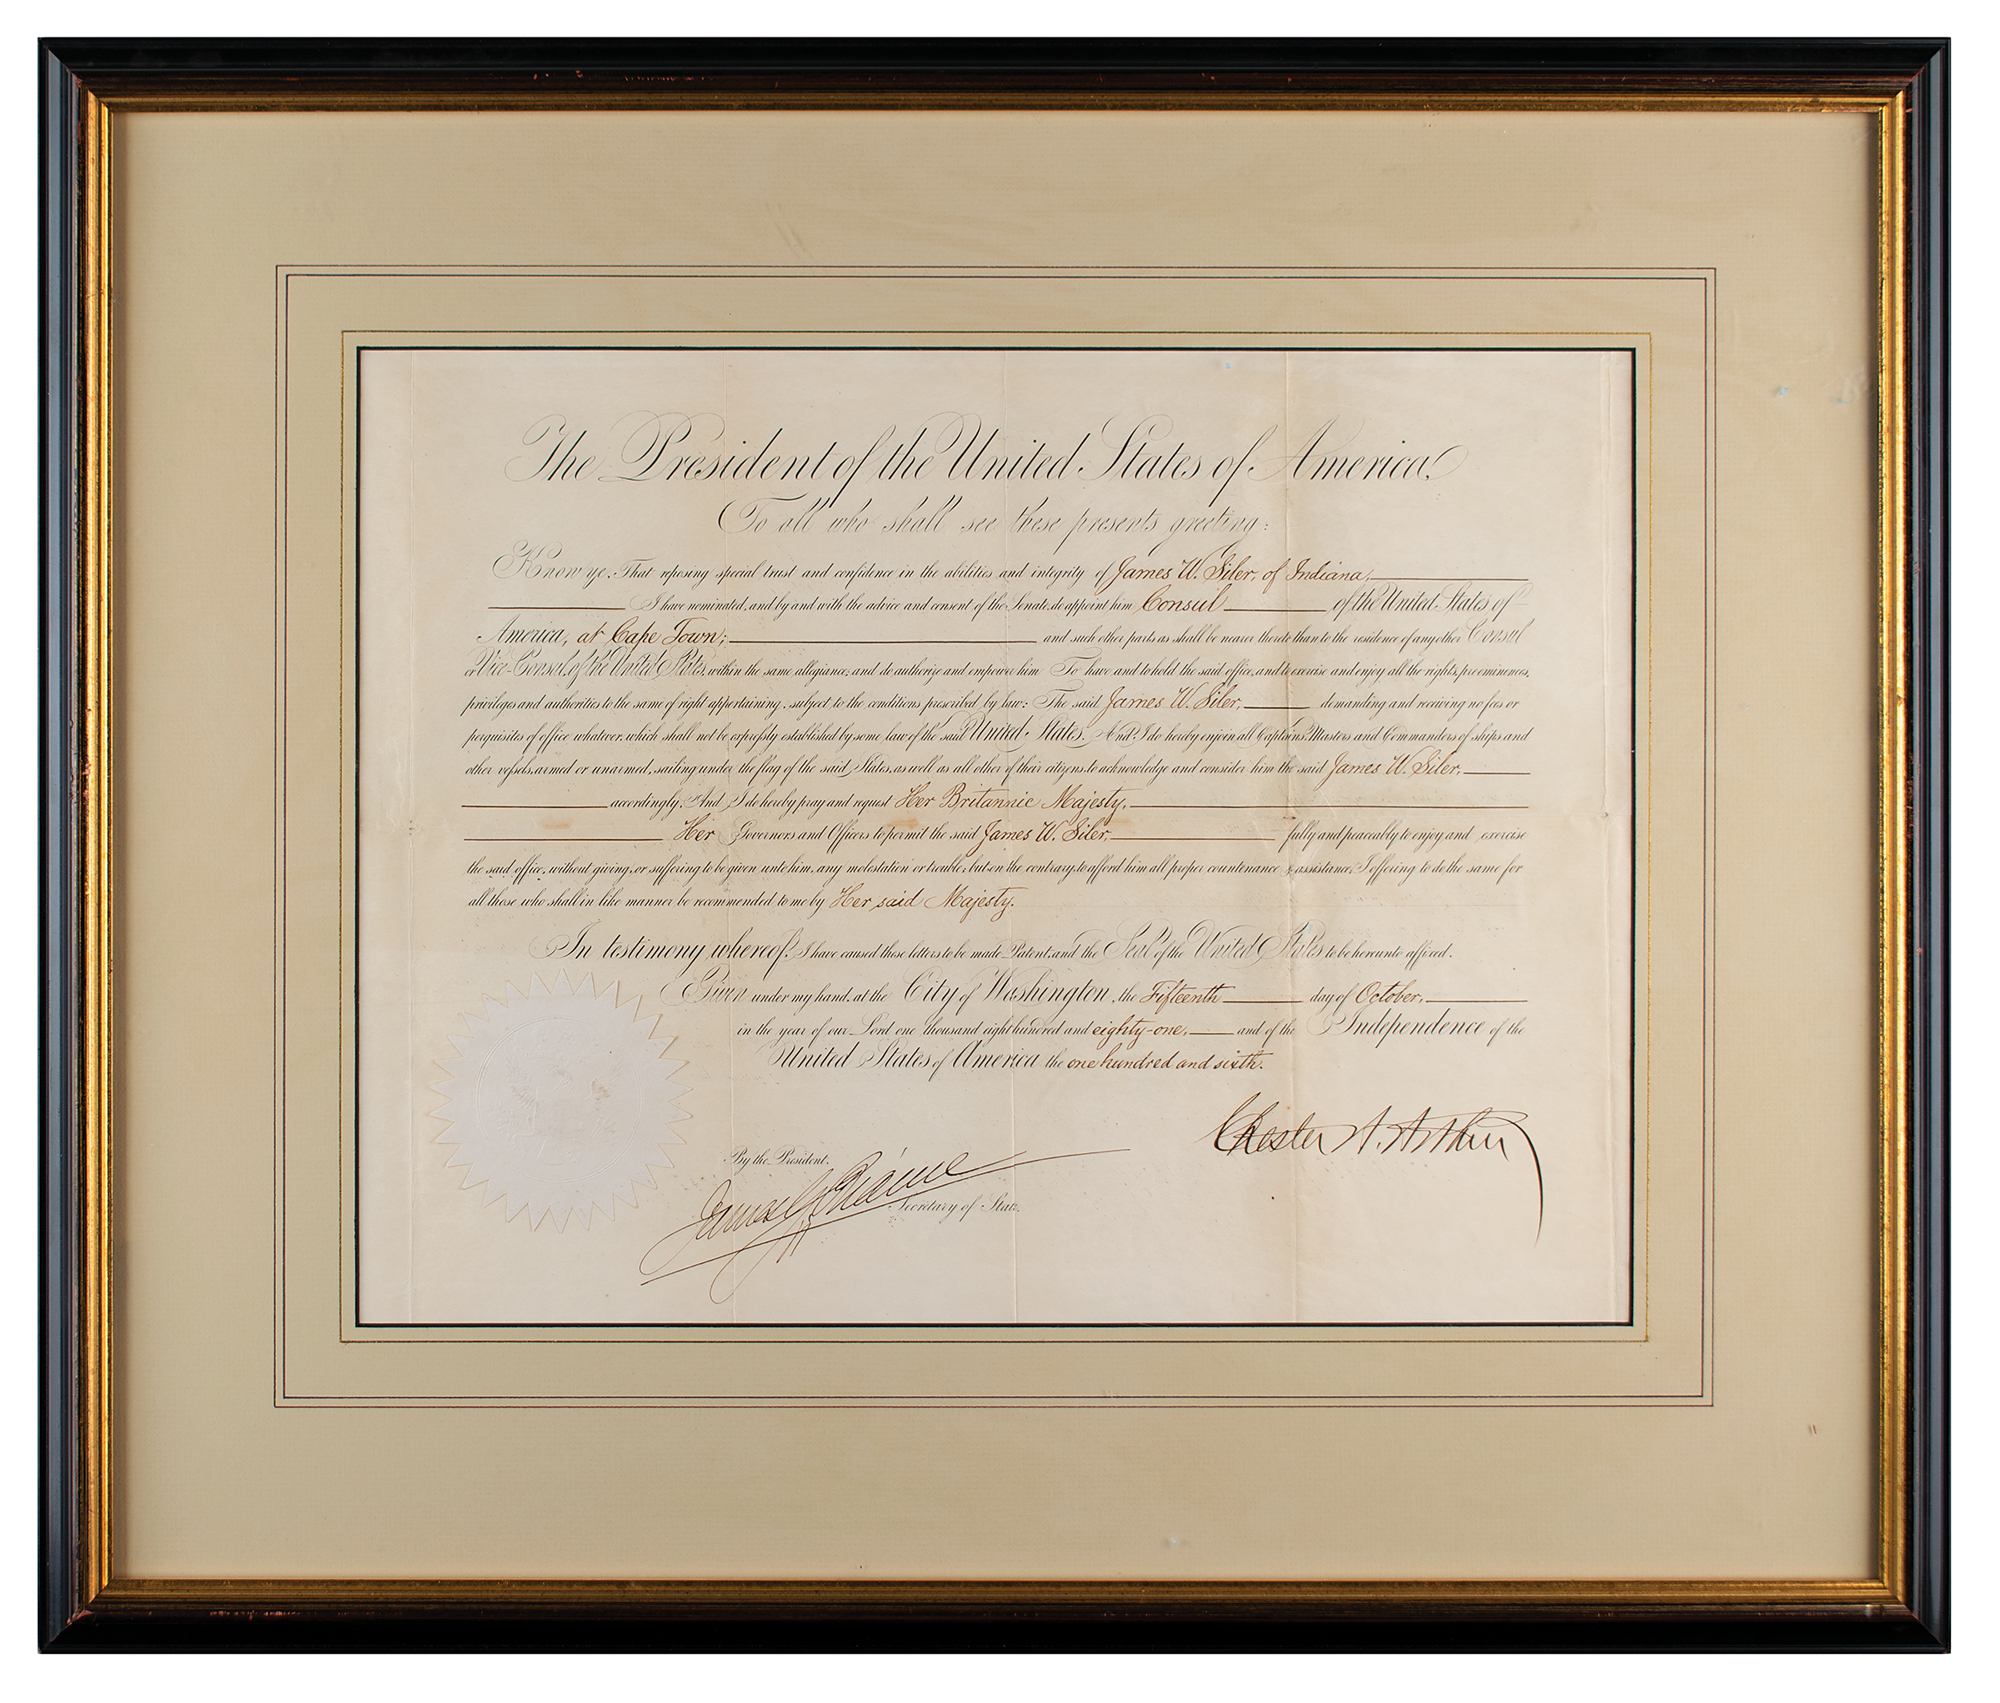 The President of the United States of America.
To all who shall see these presents greeting:
Know ye, That reposing special trust and confidence in the abilities and integrity of James W. Siler, of Indiana,
I have nominated, and by and with the advice and consent of the Senate, do appoint him Consul of the United States of
America, at Cape Town; and such other parts as shall be nearer thereto than to the residence of any other Consul
or Vice-Consul of the United States, within the same allegiance; and do authorize and empower him To have and to hold the said office, and to exercise and enjoy all the rights, preeminences,
privileges and authorities to the same of right appertaining, subject to the conditions prescribed by law: The said James W. Siler, demanding and receiving no fees or
perquisites of office whatever, which shall not be expressly established by some law of the said United States. And I do hereby enjoin all Captains, Masters and Commanders of ships and
other vessels, armed or unarmed, sailing under the flag of the said States, as well as all other of their citizens, to acknowledge and consider him the said James W. Siler,
accordingly. And I do hereby pray and request Her Britannic Majesty,
Her Governors and Officers to permit the said James W. Siler, fully and peaceably to enjoy and exercise
the said office, without giving, or suffering to be given unto him, any molestation or trouble; but on the contrary, to afford him all proper countenance & assistance; I offering to do the same for
all those who shall in like manner be recommended to me by Her said Majesty.
In testimony whereof, I have caused these letters to be made Patent, and the Seal of the United States to be hereunto affixed.
Given under my hand, at the City of Washington, the Fifteenth day of October,
in the year of our Lord one thousand eight hundred and eighty-one, and of the Independence of the
United States of America the one hundred and sixth.
Chester A. Arthur
By the President:
James G. Blaine
Secretary of State.